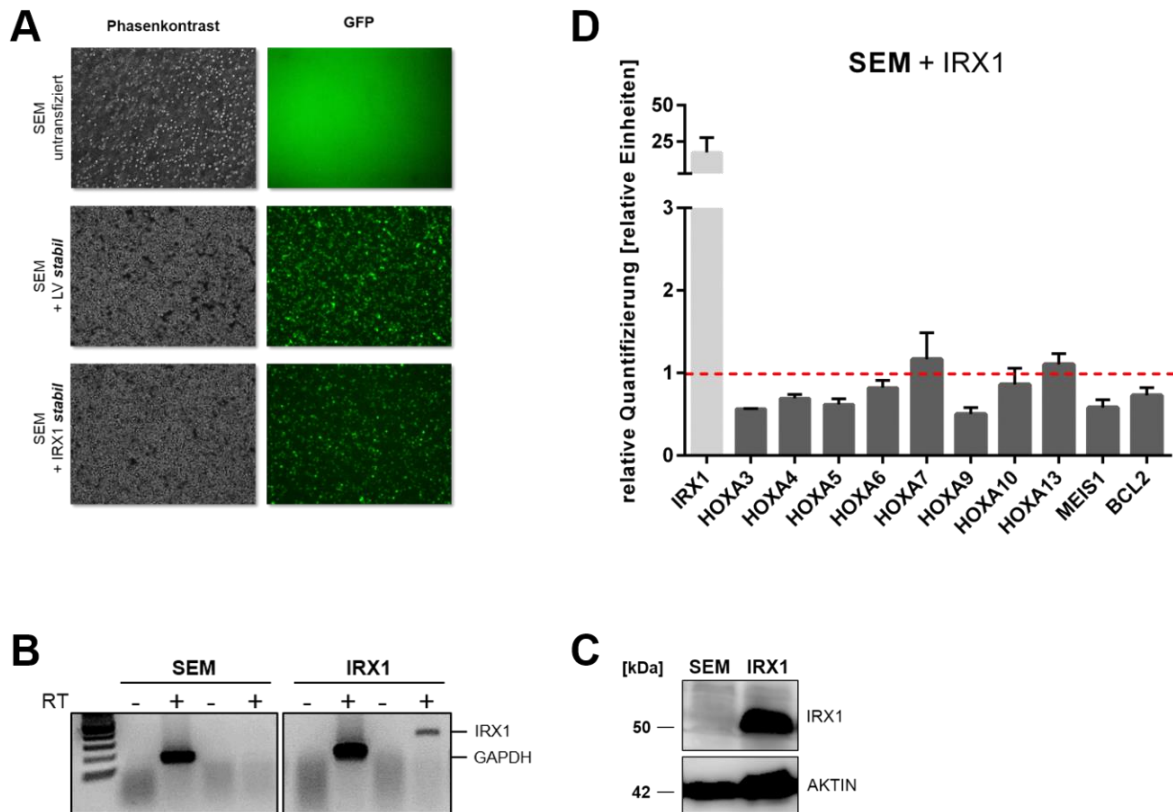 A
Phasenkontrast
GFP
SEM
untransfiziert
SEM
+ LV stabil
SEM
+ IRX1 stabil
D
SEM + IRX1
relative Quantifizierung [relative Einheiten]
50
25
3
2
1
0
IRX1
HOXA3
HOXA4
HOXA5
HOXA6
HOXA7
HOXA9
HOXA10
HOXA13
MEIS1
BCL2
B
SEM
IRX1
RT - + - + - + - +
IRX1
GAPDH
C
[kDa] SEM IRX1
50
IRX1
42
AKTIN